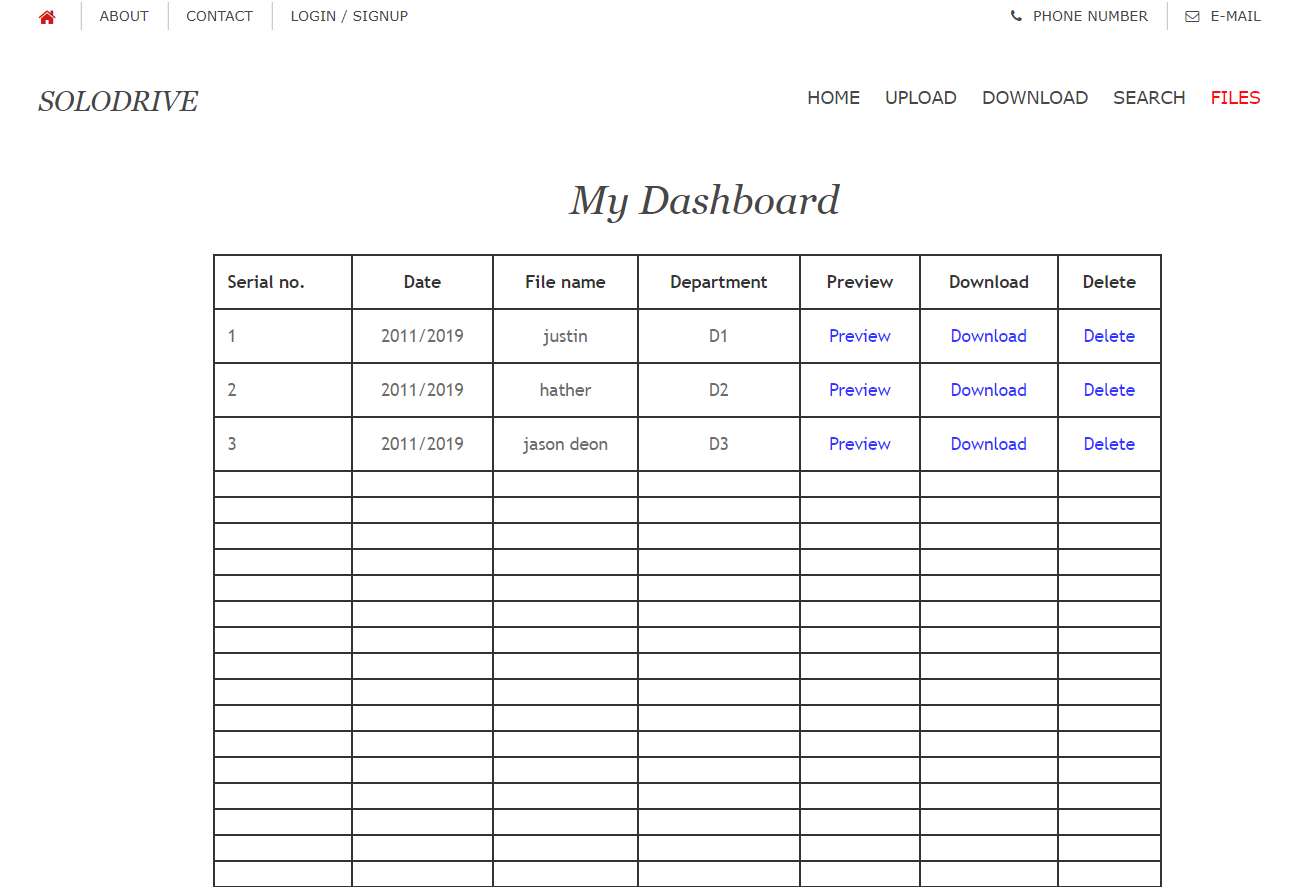 ABOUT CONTACT LOGIN / SIGNUP PHONE NUMBER E-MAIL
SOLODRIVE HOME UPLOAD DOWNLOAD SEARCH FILES
My Dashboard
Serial no. Date File name Department Preview Download Delete
1 2011/2019 justin D1 Preview Download Delete
2 2011/2019 hather D2 Preview Download Delete
3 2011/2019 jason deon D3 Preview Download Delete